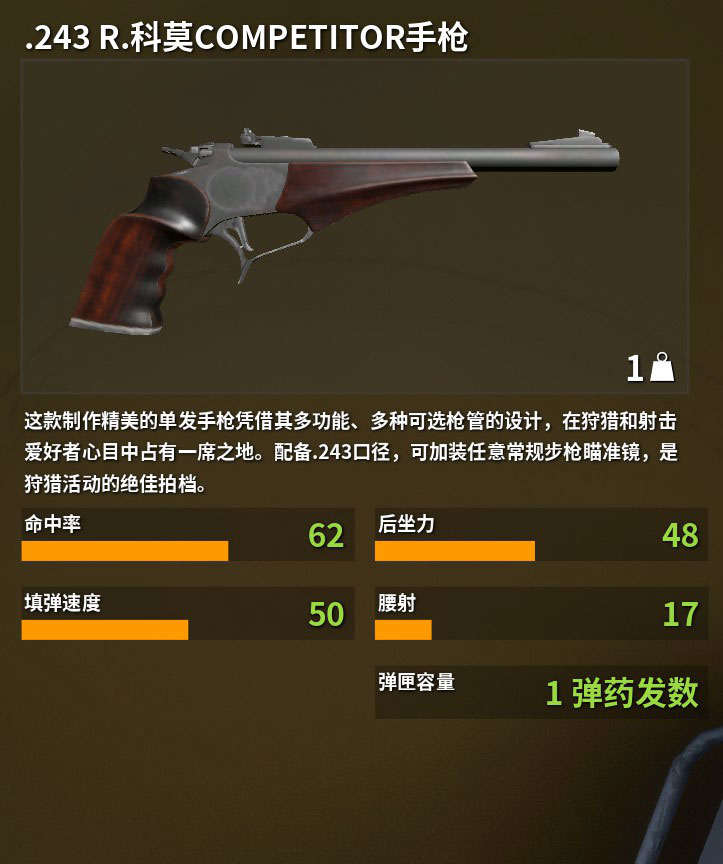 .243 R.科莫COMPETITOR手枪
1
这款制作精美的单发手枪凭借其多功能、多种可选枪管的设计，在狩猎和射击
爱好者心目中占有一席之地。配备.243口径，可加装任意常规步枪瞄准镜，是
狩猎活动的绝佳拍档。
命中率 62
后坐力 48
填弹速度 50
腰射 17
弹匣容量 1 弹药发数